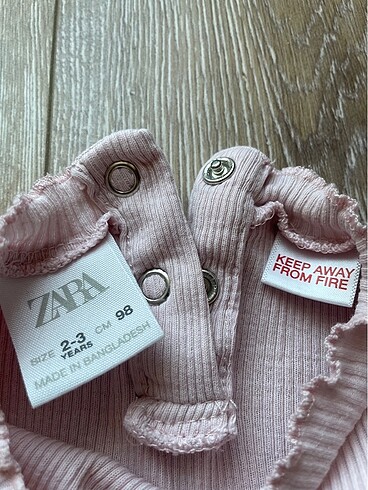 ZARA
SIZE 2-3 YEARS CM 98
MADE IN BANGLADESH
KEEP AWAY
FROM FIRE